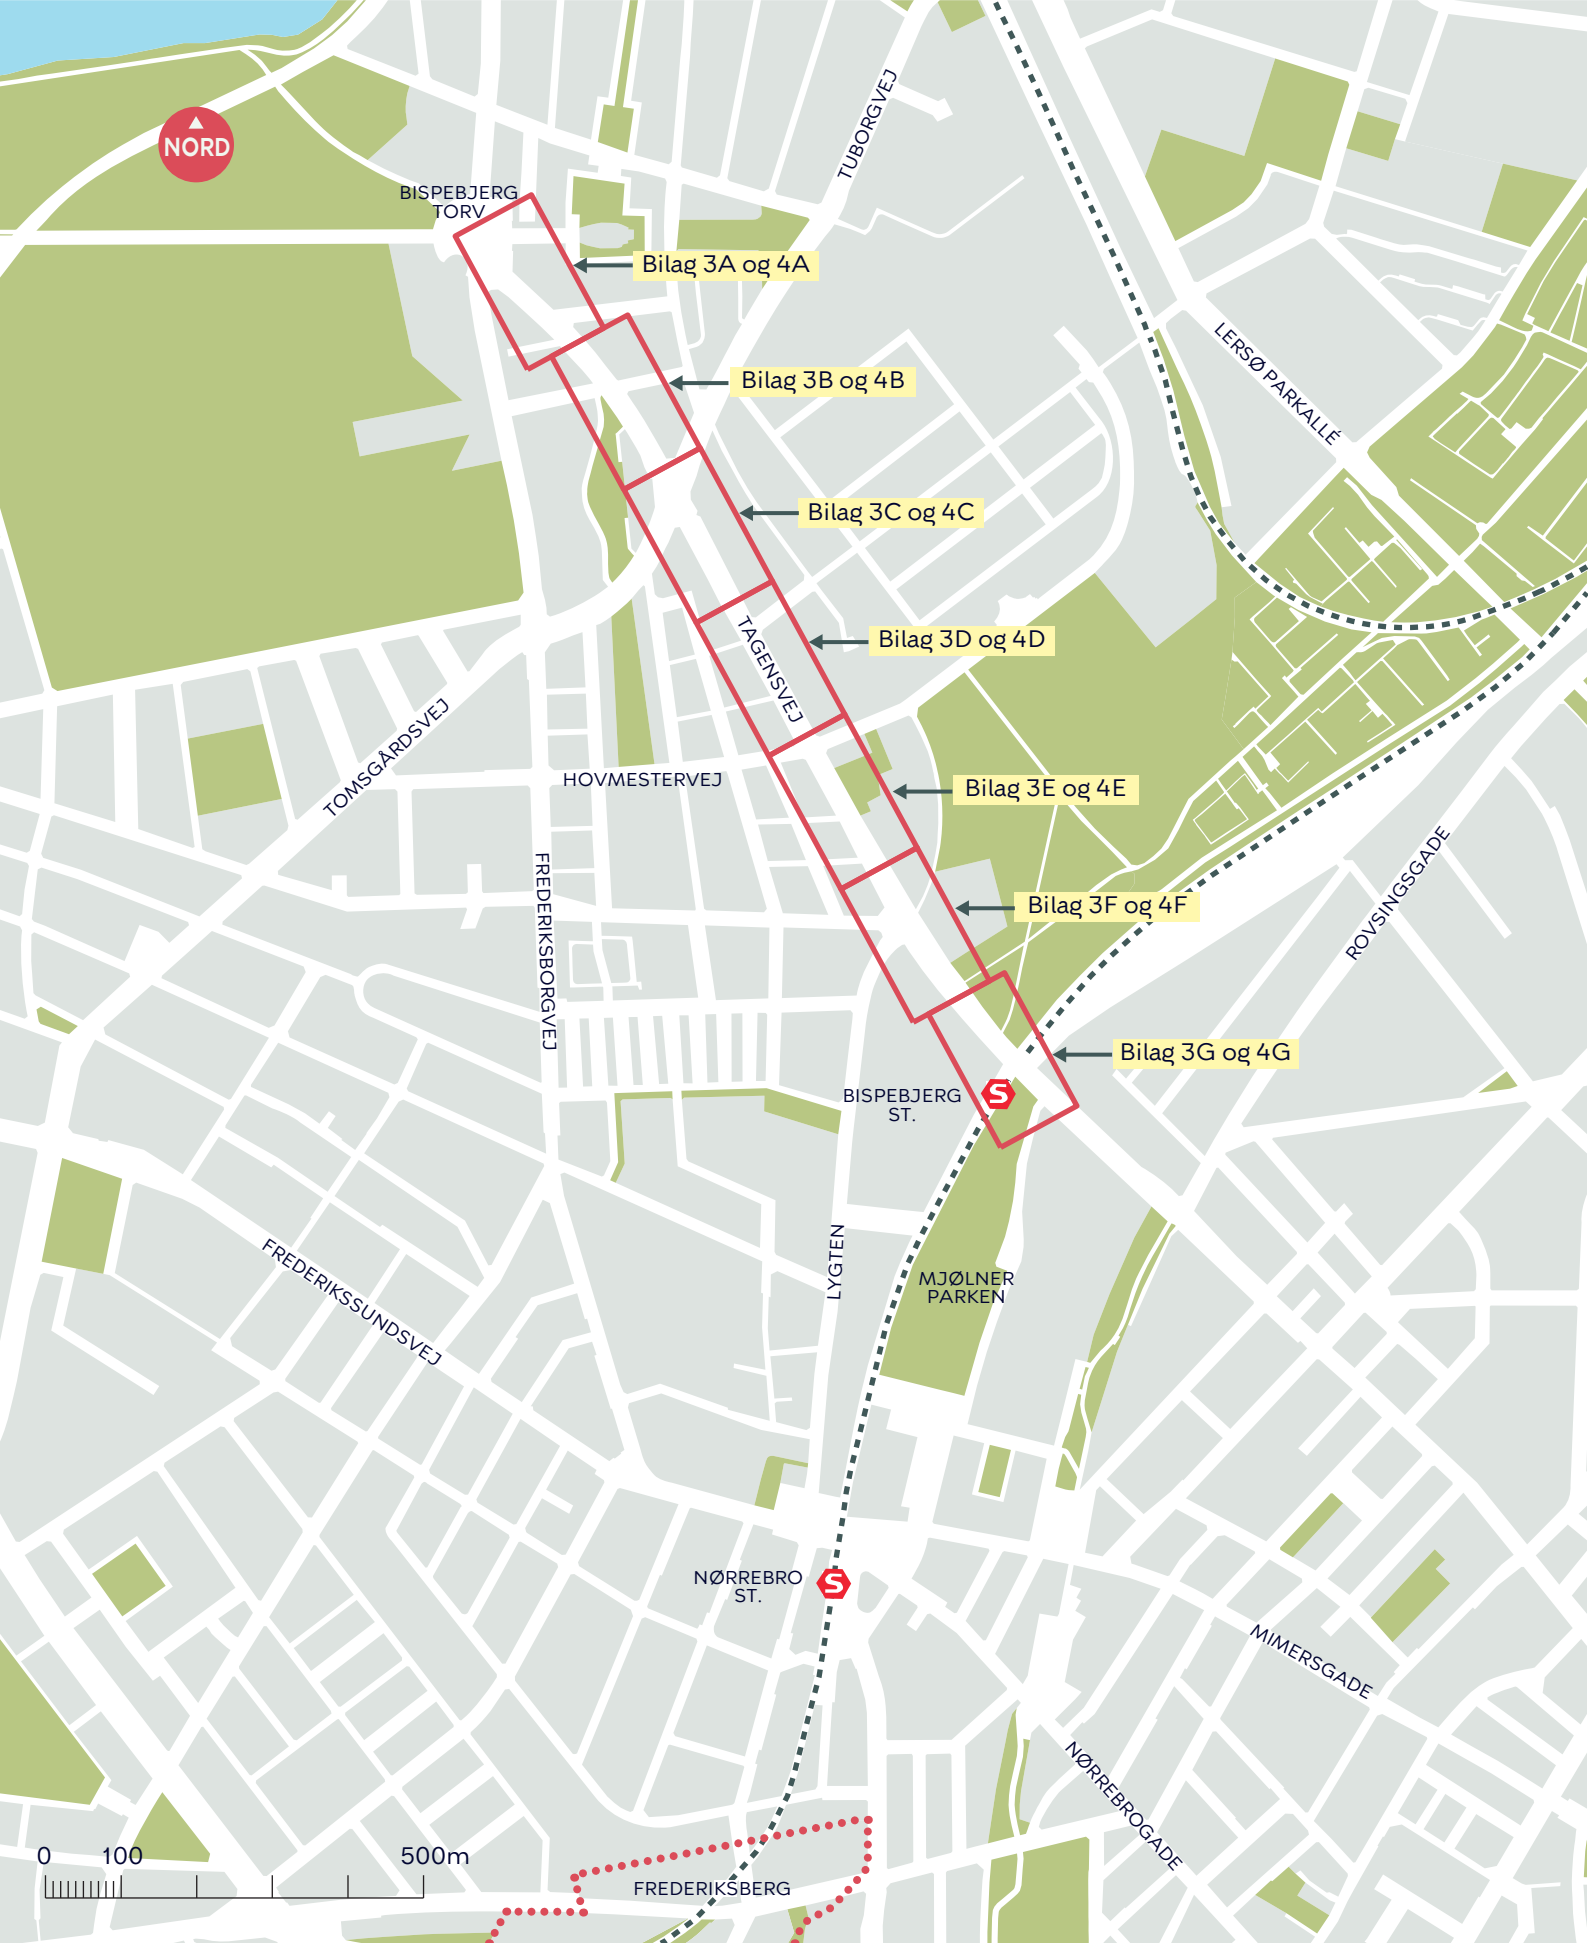 NORD
BISPEBJERG
TORV
TUBORGVEJ
Bilag 3A og 4A
LERSØ PARKALLÉ
Bilag 3B og 4B
Bilag 3C og 4C
Bilag 3D og 4D
TAGENSVEJ
TOMSGÅRDSVEJ
HOVMESTERVEJ
Bilag 3E og 4E
ROVSINGSGADE
FREDERIKSBORGVEJ
Bilag 3F og 4F
Bilag 3G og 4G
BISPEBJERG
ST.
S
FREDERIKSSUNDSVEJ
LYGTEN
MJØLNER
PARKEN
NØRREBRO
ST.
S
MIMERSGADE
NØRREBROGADE
0 100 500m
FREDERIKSBERG